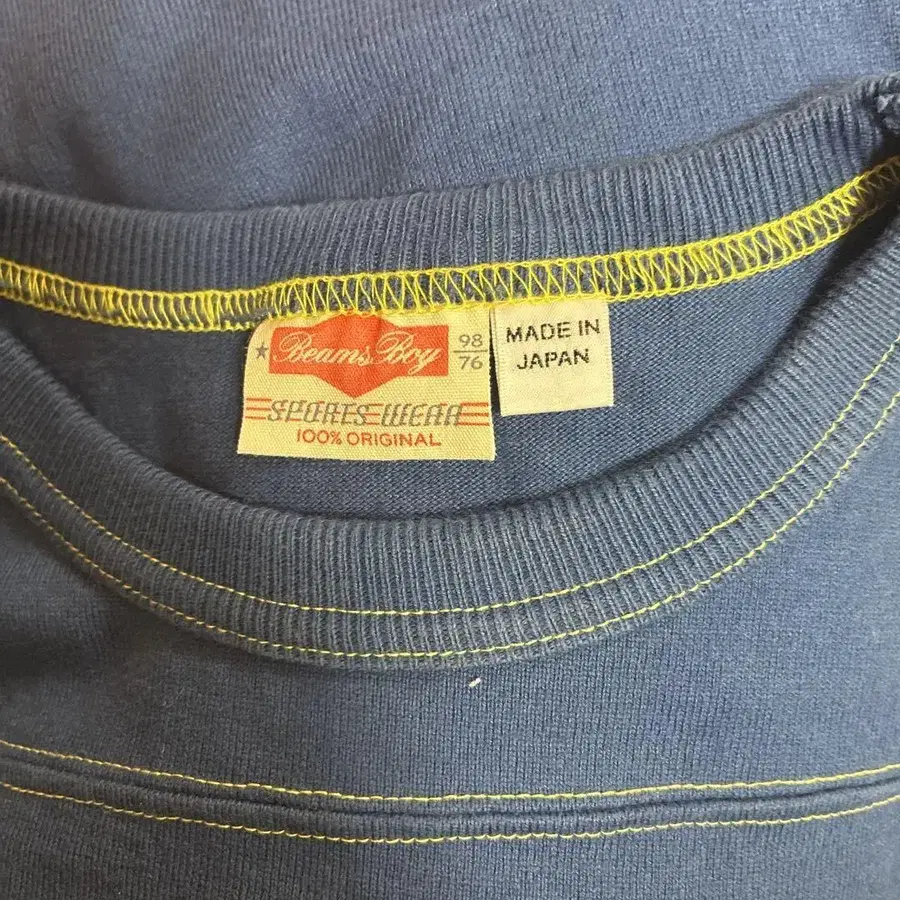 ★ Beams Boy 98
76
SPORTS WEAR
100% ORIGINAL
MADE IN
JAPAN